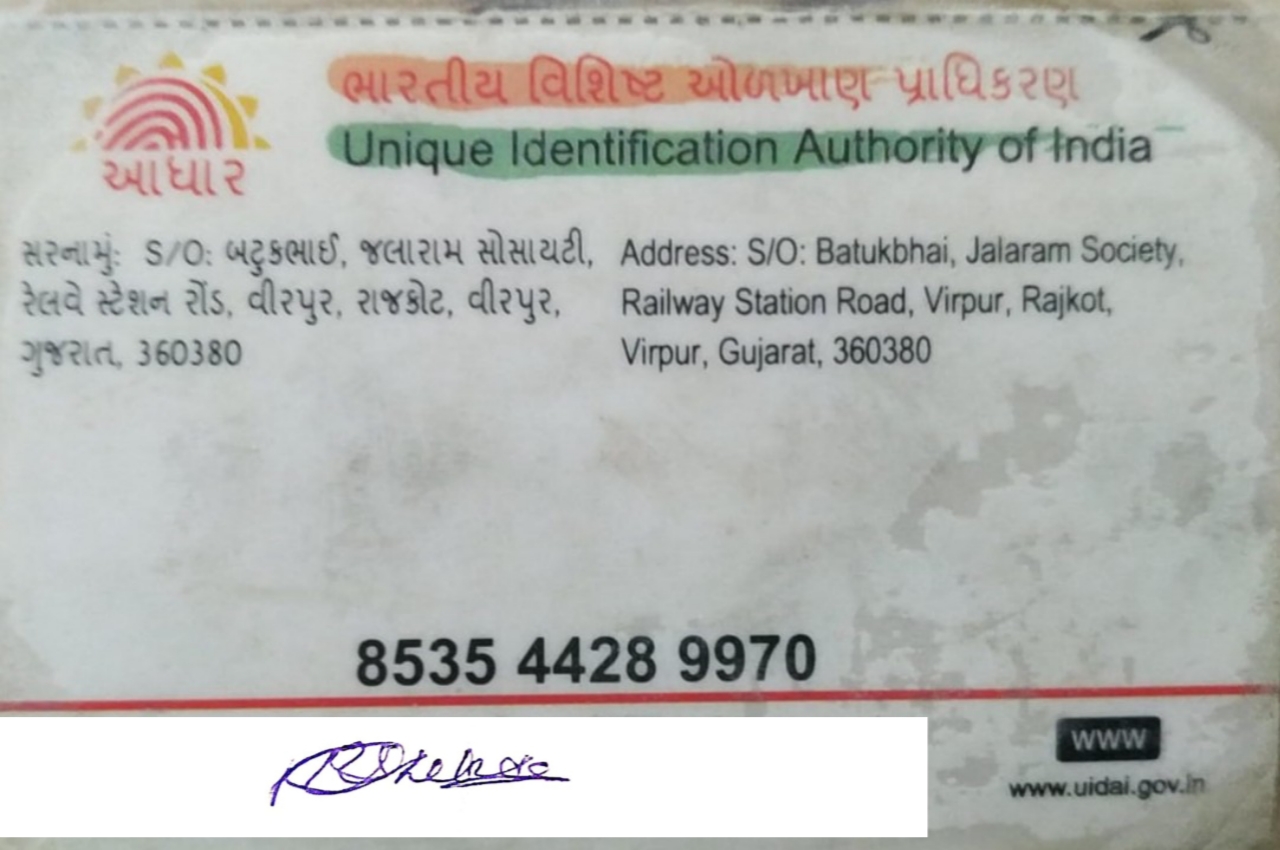 ભારતીય વિશિષ્ટ ઓળખાણ પ્રાધિકરણ
Unique Identification Authority of India
આધાર
સરનામું: S/O: બટુકભાઈ, જલારામ સોસાયટી,
રેલવે સ્ટેશન રોંડ, વીરપુર, રાજકોટ, વીરપુર,
ગુજરાત, 360380
Address: S/O: Batukbhai, Jalaram Society,
Railway Station Road, Virpur, Rajkot,
Virpur, Gujarat, 360380
8535 4428 9970
www
www.uidai.gov.in